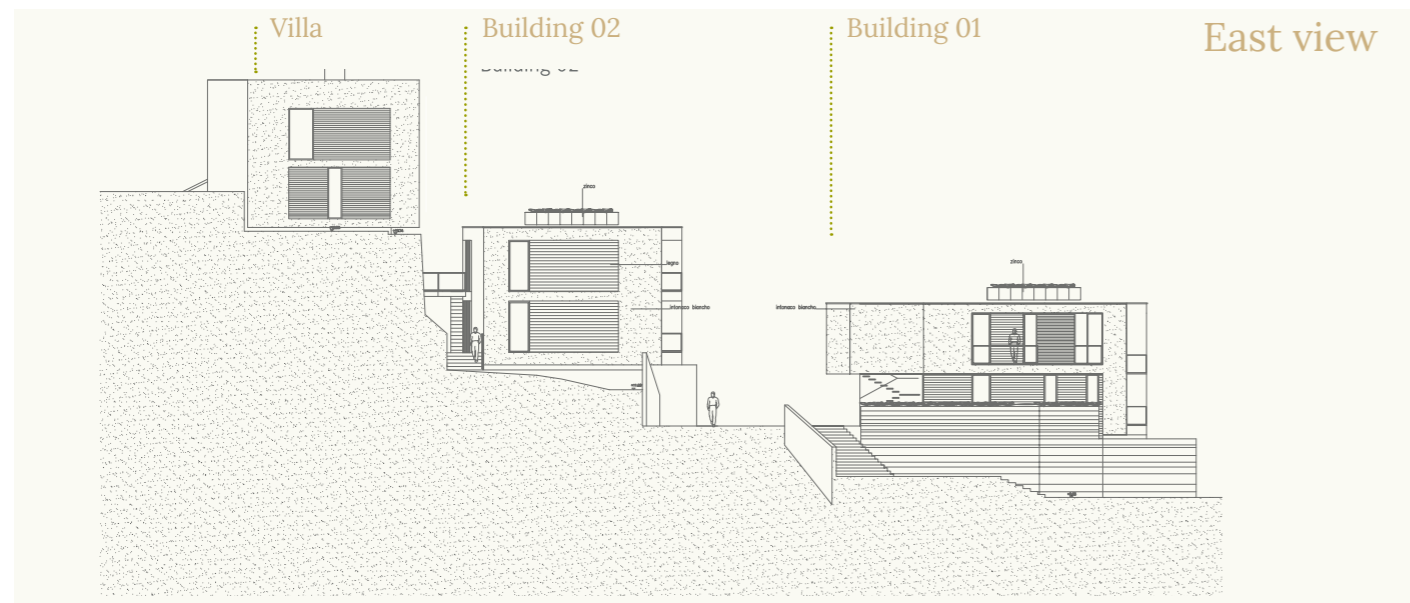 Villa
Building 02
Building 01
East view
Building 02
zinco
legno
intonaco bianco
zinco
intonaco bianco